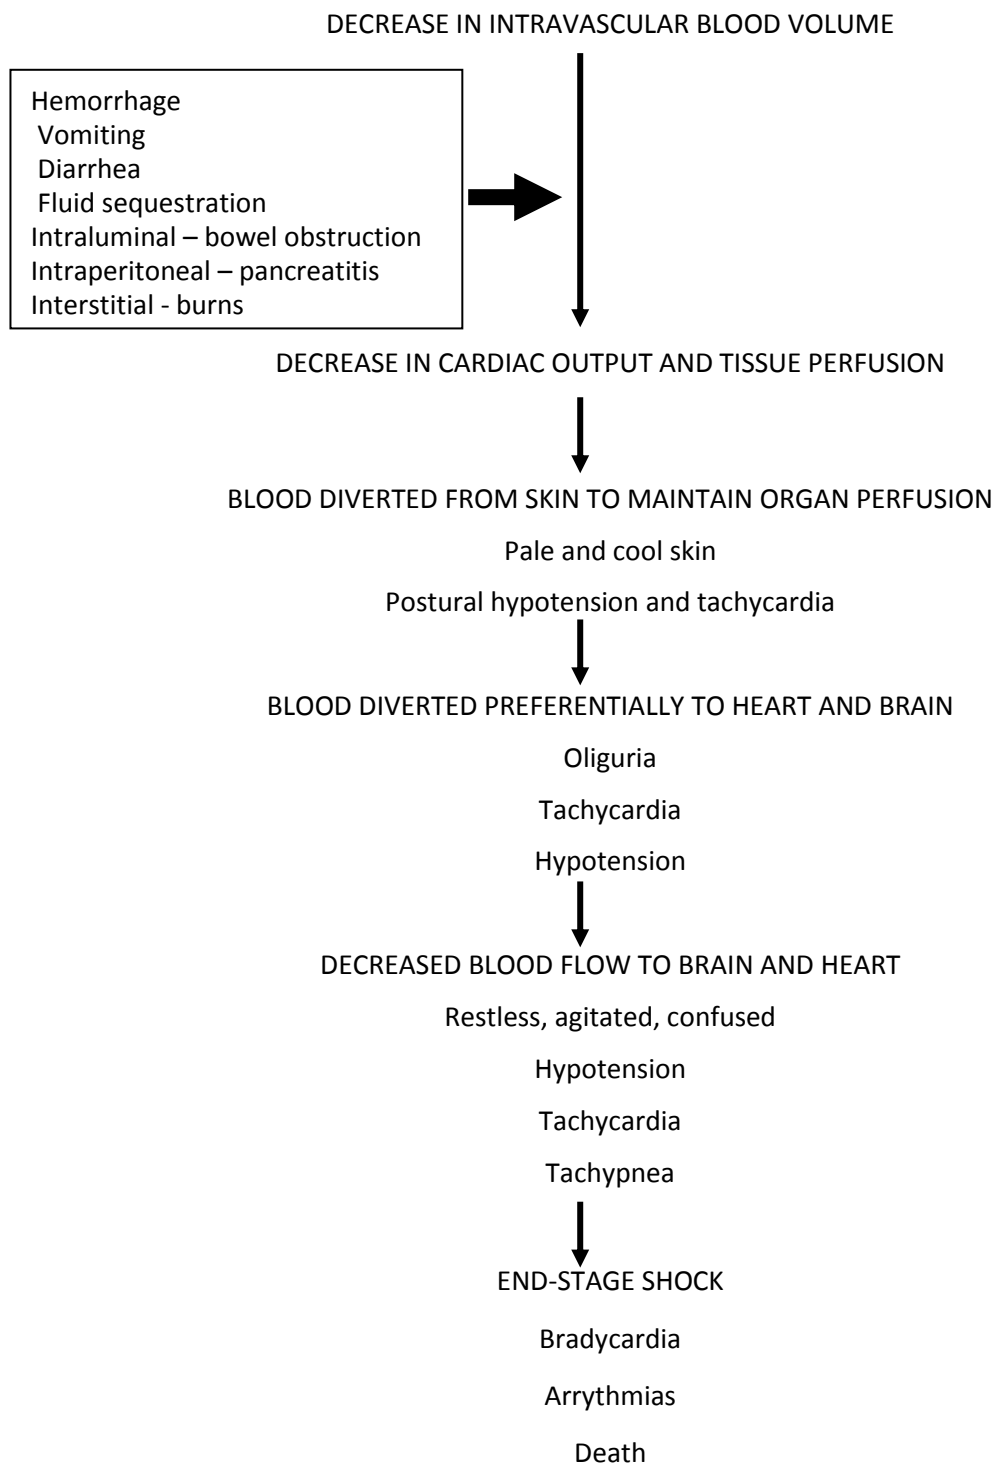 DECREASE IN INTRAVASCULAR BLOOD VOLUME
Hemorrhage
Vomiting
Diarrhea
Fluid sequestration
Intraluminal – bowel obstruction
Intraperitoneal – pancreatitis
Interstitial - burns
DECREASE IN CARDIAC OUTPUT AND TISSUE PERFUSION
BLOOD DIVERTED FROM SKIN TO MAINTAIN ORGAN PERFUSION
Pale and cool skin
Postural hypotension and tachycardia
BLOOD DIVERTED PREFERENTIALLY TO HEART AND BRAIN
Oliguria
Tachycardia
Hypotension
DECREASED BLOOD FLOW TO BRAIN AND HEART
Restless, agitated, confused
Hypotension
Tachycardia
Tachypnea
END-STAGE SHOCK
Bradycardia
Arrythmias
Death